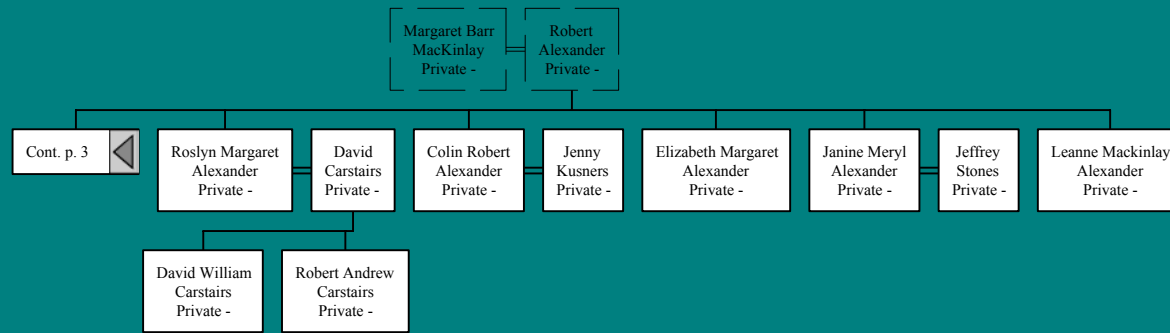 Margaret Barr
MacKinlay
Private -
Robert
Alexander
Private -
Cont. p. 3
Roslyn Margaret
Alexander
Private -
David
Carstairs
Private -
Colin Robert
Alexander
Private -
Jenny
Kusners
Private -
Elizabeth Margaret
Alexander
Private -
Janine Meryl
Alexander
Private -
Jeffrey
Stones
Private -
Leanne Mackinlay
Alexander
Private -
David William
Carstairs
Private -
Robert Andrew
Carstairs
Private -